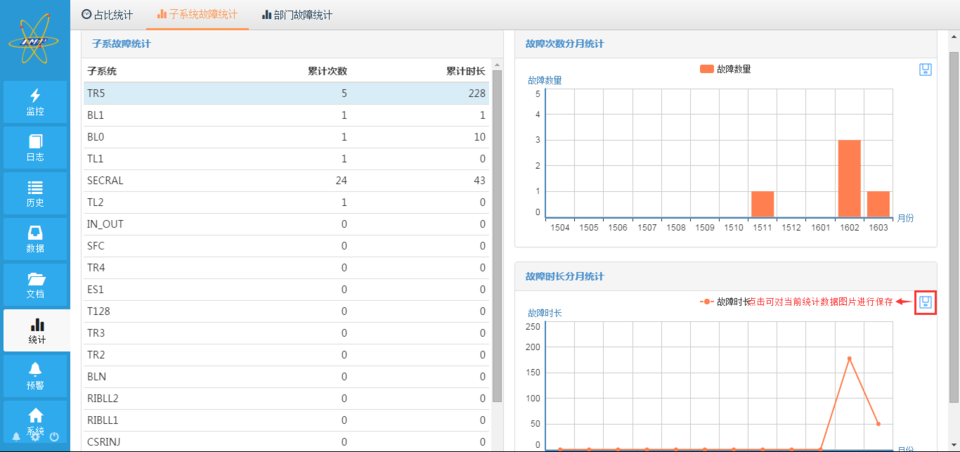 占比统计 子系统故障统计 部门故障统计
监控
日志
历史
数据
文档
统计
预警
系统
子系故障统计
子系统 累计次数 累计时长
TR5 5 228
BL1 1 1
BL0 1 10
TL1 1 0
SECRAL 24 43
TL2 1 0
IN_OUT 0 0
SFC 0 0
TR4 0 0
ES1 0 0
T128 0 0
TR3 0 0
TR2 0 0
BLN 0 0
RIBLL2 0 0
RIBLL1 0 0
CSRINJ 0 0
故障次数分月统计
故障数量
故障数量
5
4
3
2
1
0
月份
1504 1505 1506 1507 1508 1509 1510 1511 1512 1601 1602 1603
故障时长分月统计
故障时长 点击可对当前统计数据图片进行保存
故障时长
250
200
150
100
50
0
月份